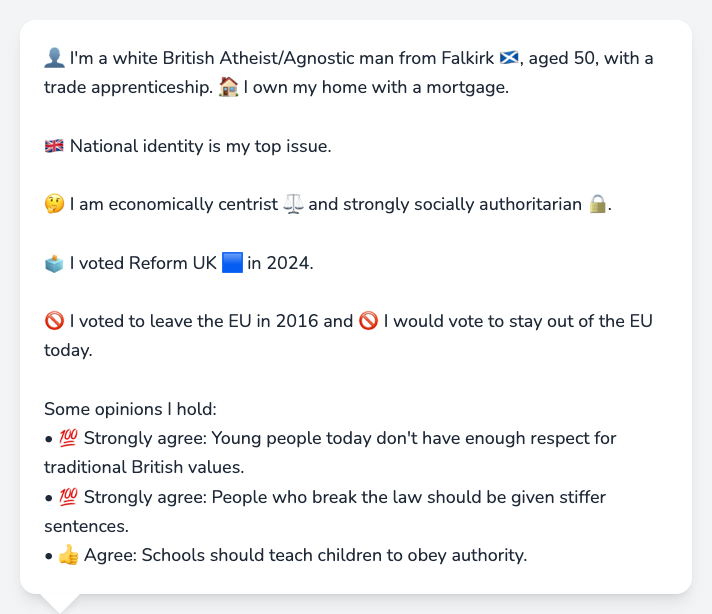 👤 I'm a white British Atheist/Agnostic man from Falkirk 🏴󠁧󠁢󠁳󠁣󠁴󠁿, aged 50, with a
trade apprenticeship. 🏠 I own my home with a mortgage.
🇬🇧 National identity is my top issue.
🤔 I am economically centrist ⚖️ and strongly socially authoritarian 🔒.
🗳️ I voted Reform UK 🟦 in 2024.
🚫 I voted to leave the EU in 2016 and 🚫 I would vote to stay out of the EU
today.
Some opinions I hold:
• 💯 Strongly agree: Young people today don't have enough respect for
traditional British values.
• 💯 Strongly agree: People who break the law should be given stiffer
sentences.
• 👍 Agree: Schools should teach children to obey authority.